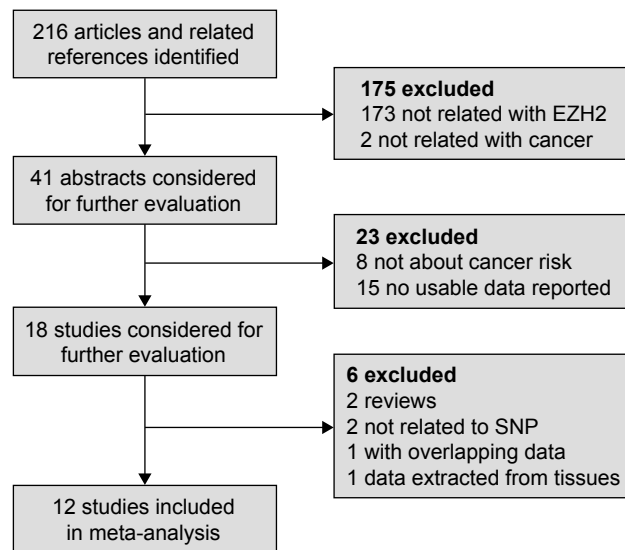 216 articles and related
references identified
175 excluded
173 not related with EZH2
2 not related with cancer
41 abstracts considered
for further evaluation
23 excluded
8 not about cancer risk
15 no usable data reported
18 studies considered for
further evaluation
6 excluded
2 reviews
2 not related to SNP
1 with overlapping data
1 data extracted from tissues
12 studies included
in meta-analysis